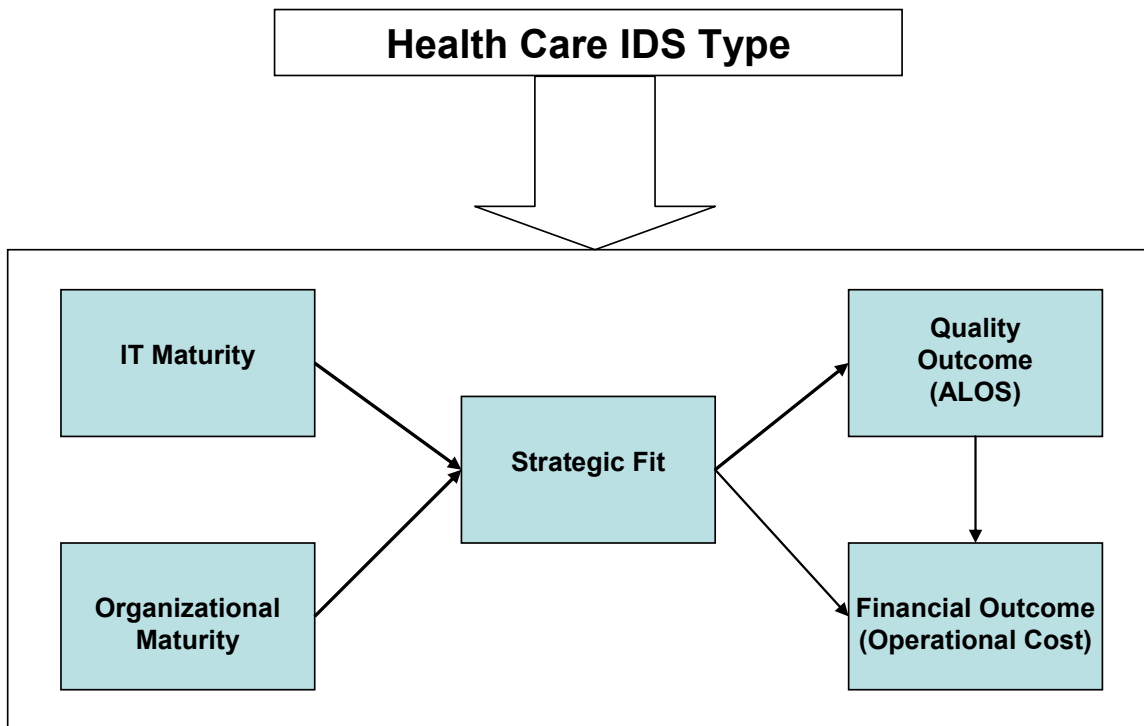 Health Care IDS Type
IT Maturity
Organizational
Maturity
Strategic Fit
Quality
Outcome
(ALOS)
Financial Outcome
(Operational Cost)